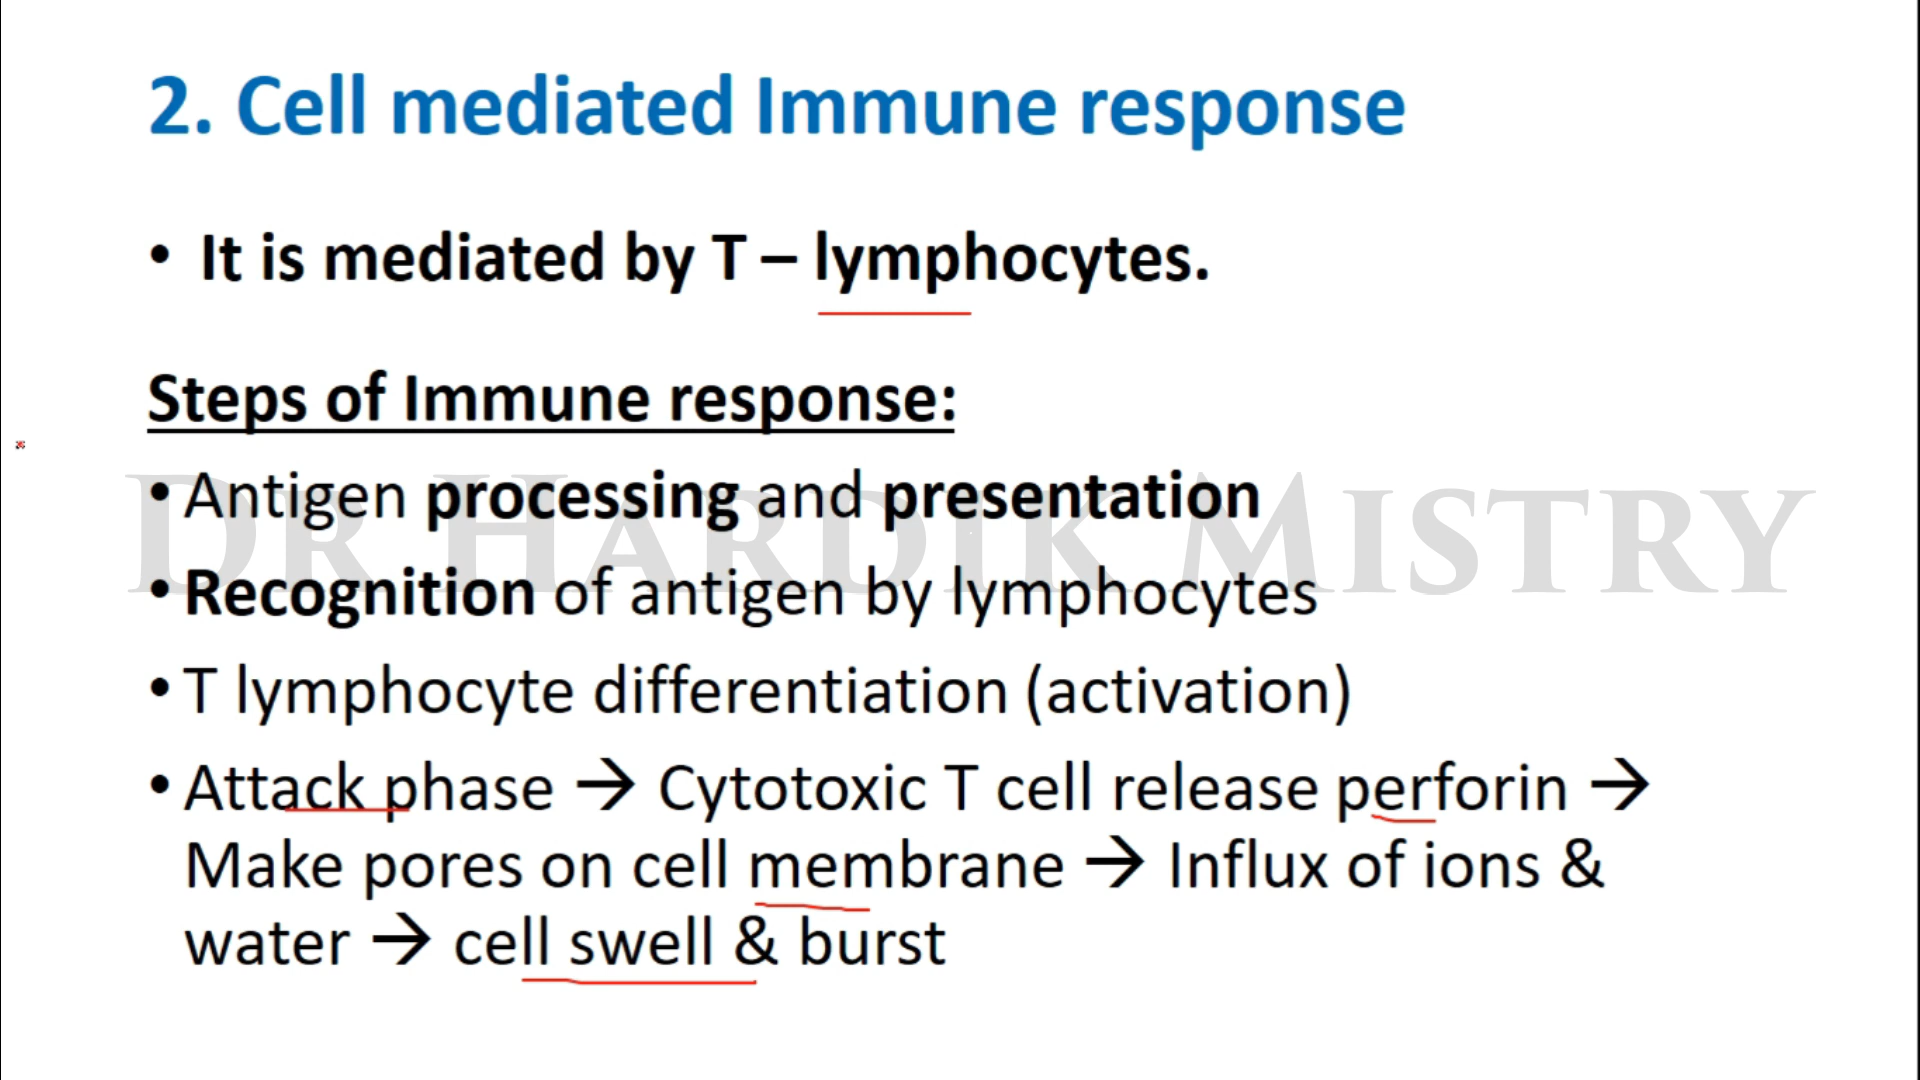 2. Cell mediated Immune response
• It is mediated by T – lymphocytes.
Steps of Immune response:
• Antigen processing and presentation
DR HARDIK MISTRY
• Recognition of antigen by lymphocytes
• T lymphocyte differentiation (activation)
• Attack phase → Cytotoxic T cell release perforin →
Make pores on cell membrane → Influx of ions &
water → cell swell & burst